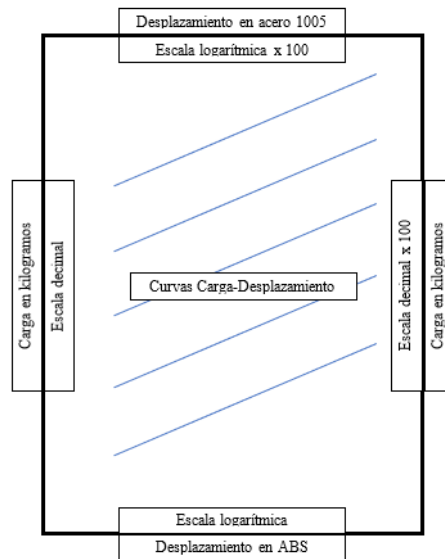 Desplazamiento en acero 1005
Escala logarítmica x 100
Carga en kilogramos
Escala decimal
Curvas Carga-Desplazamiento
Escala decimal x 100
Carga en kilogramos
Escala logarítmica
Desplazamiento en ABS